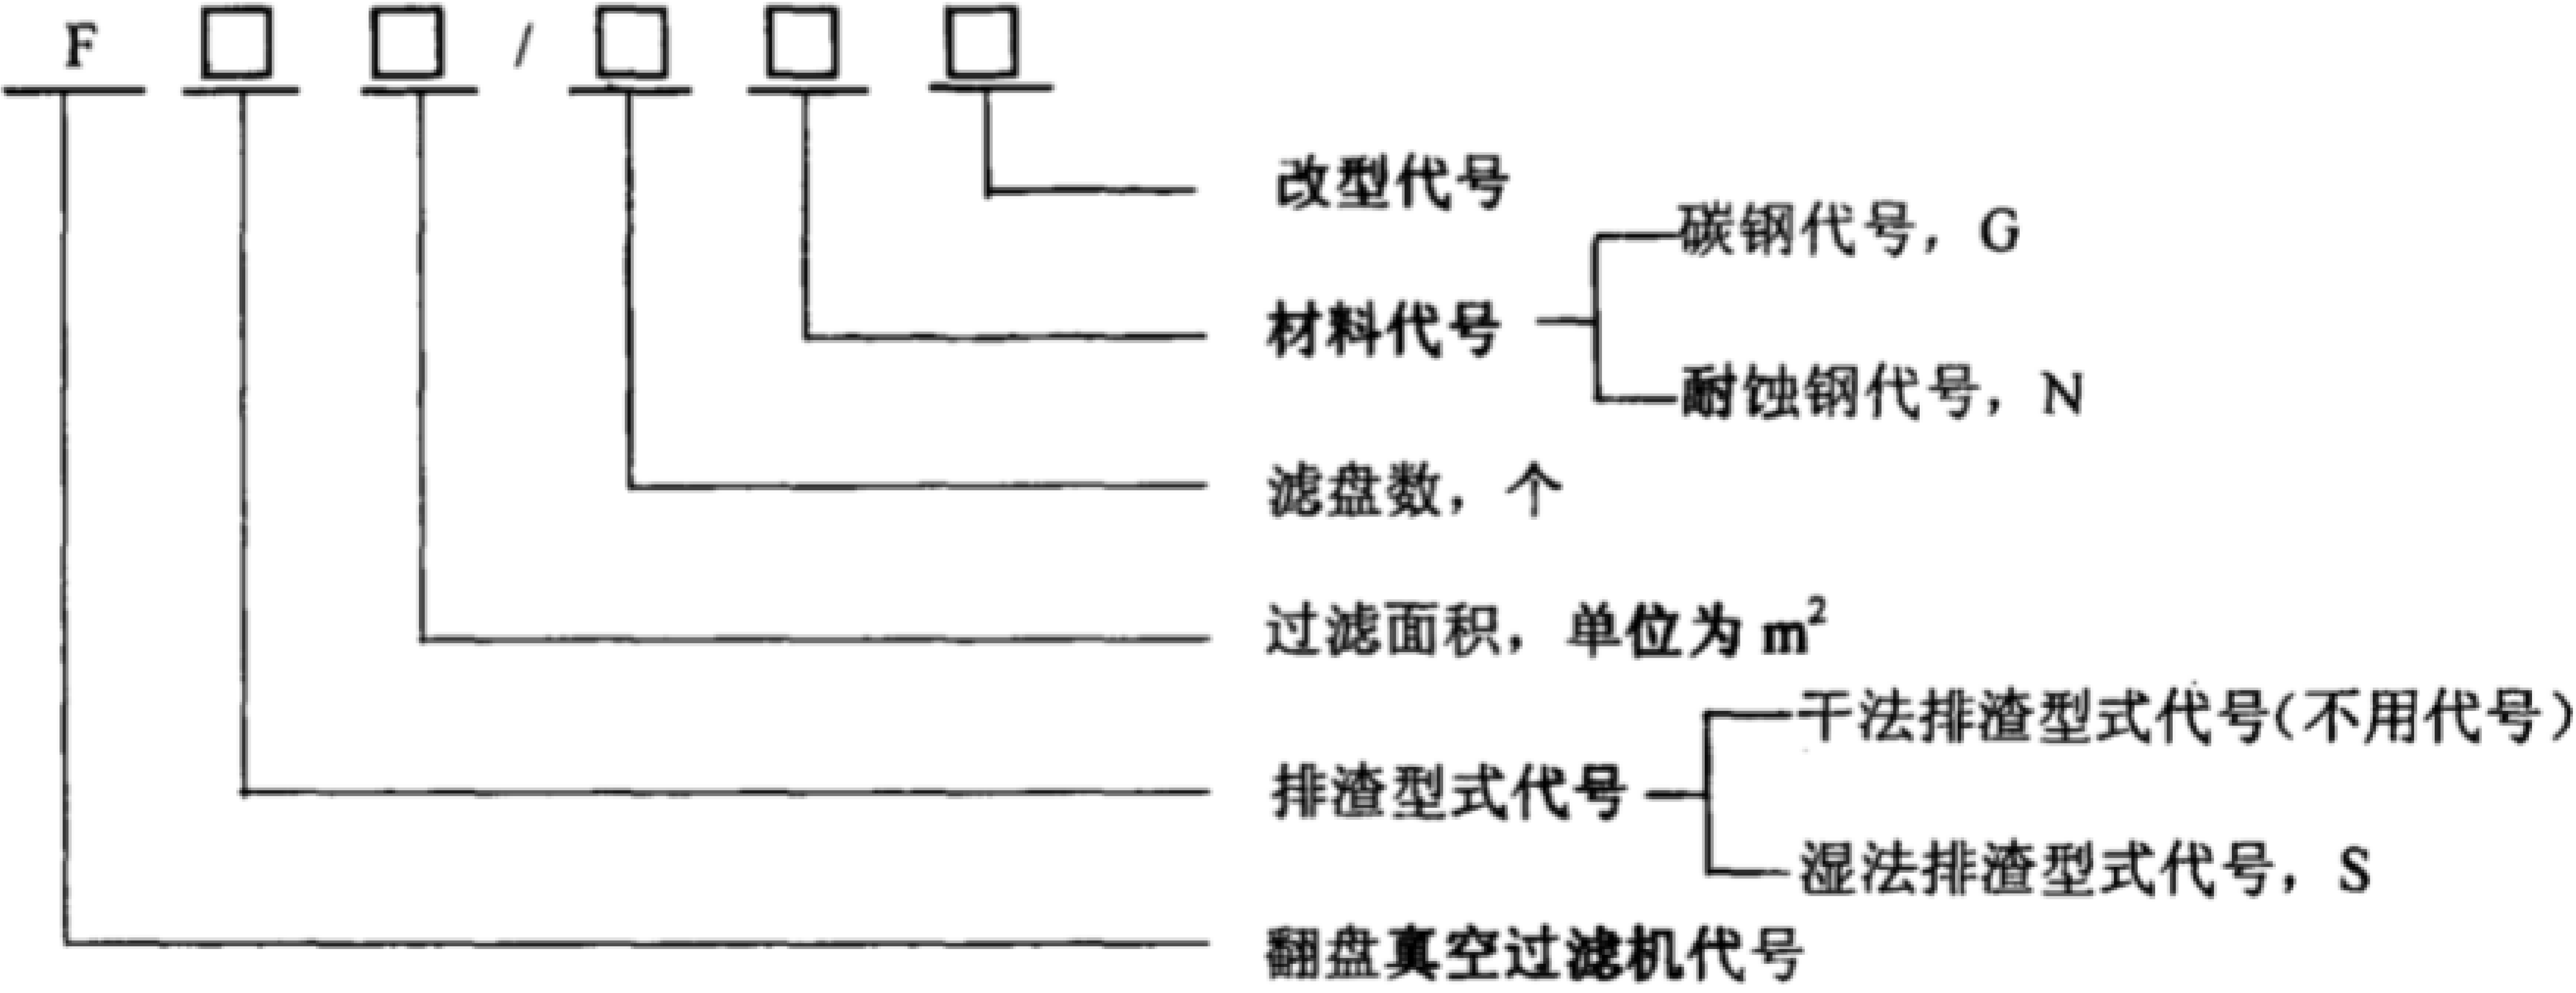 F □ □ / □ □ □
改型代号
碳钢代号，G
材料代号
耐蚀钢代号，N
滤盘数，个
过滤面积，单位为 m²
干法排渣型式代号(不用代号)
排渣型式代号
湿法排渣型式代号，S
翻盘真空过滤机代号